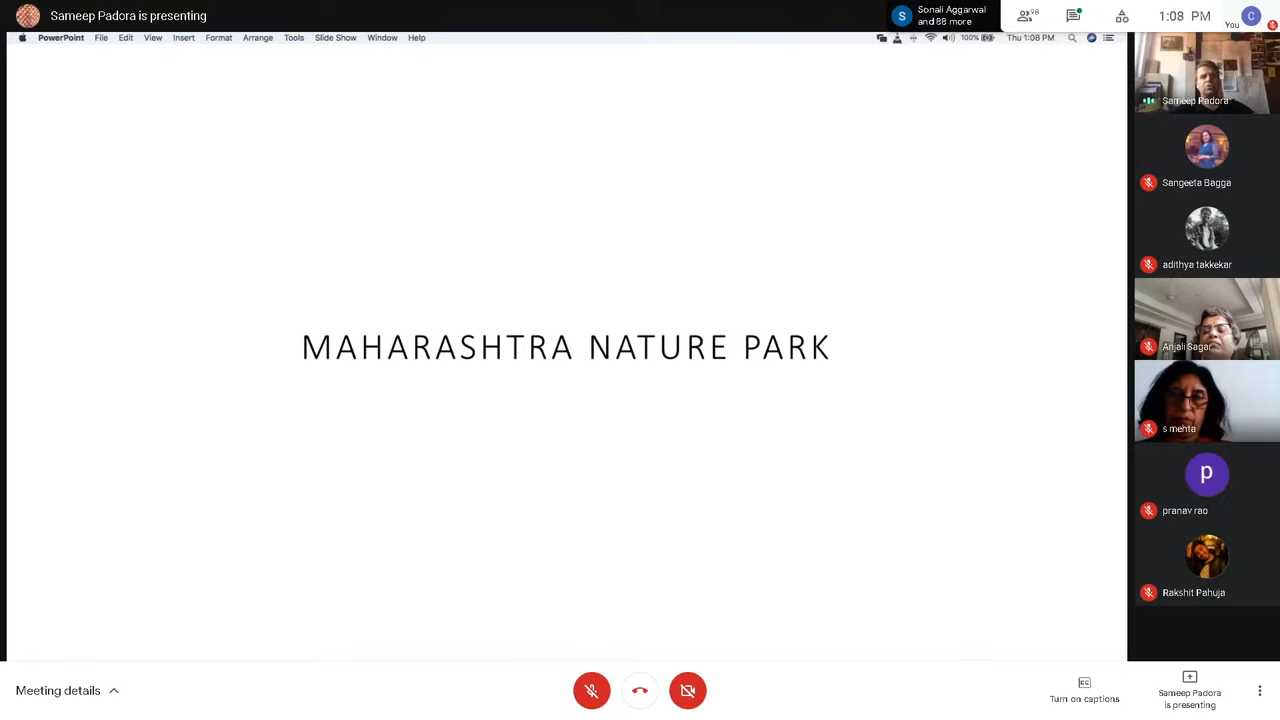 Sameep Padora is presenting
S
Sonali Aggarwal
and 88 more
98
1:08 PM
You
C
PowerPoint File Edit View Insert Format Arrange Tools Slide Show Window Help
100% Thu 1:08 PM
MAHARASHTRA NATURE PARK
Sameep Padora
Sangeeta Bagga
adithya takkekar
Anjali Sagar
s mehta
p
pranav rao
Rakshit Pahuja
Meeting details
Turn on captions
Sameep Padora
is presenting